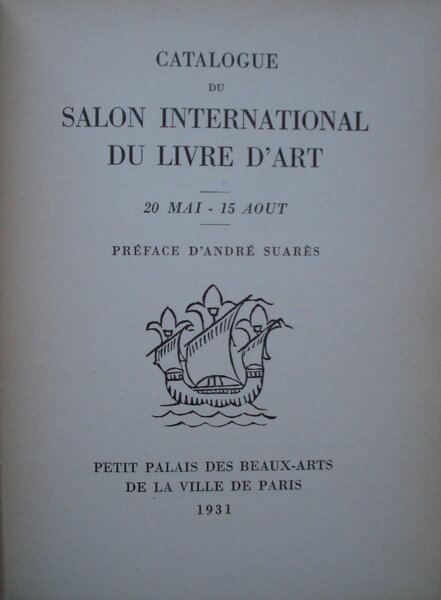 CATALOGUE
DU
SALON INTERNATIONAL
DU LIVRE D'ART
20 MAI - 15 AOUT
PRÉFACE D'ANDRÉ SUARÈS
PETIT PALAIS DES BEAUX-ARTS
DE LA VILLE DE PARIS
1931